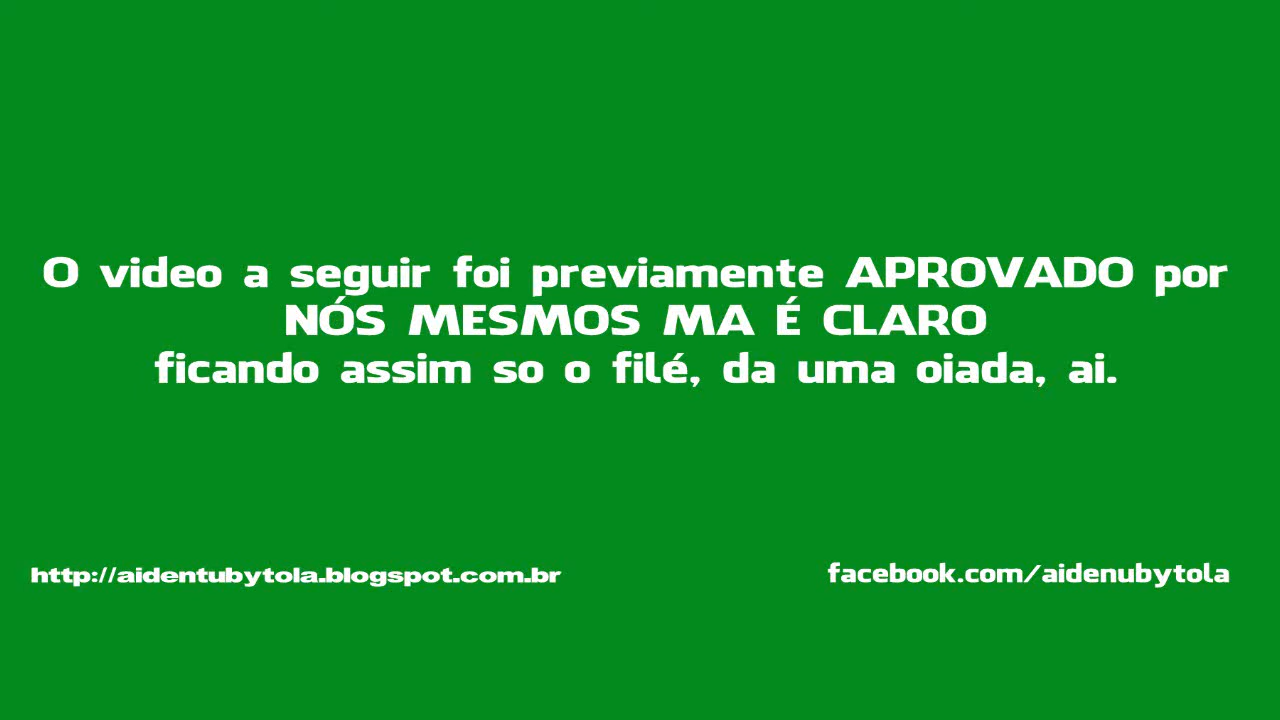 O video a seguir foi previamente APROVADO por
NÓS MESMOS MA É CLARO
ficando assim so o filé, da uma oiada, ai.
http://aidentubytola.blogspot.com.br
facebook.com/aidenubytola